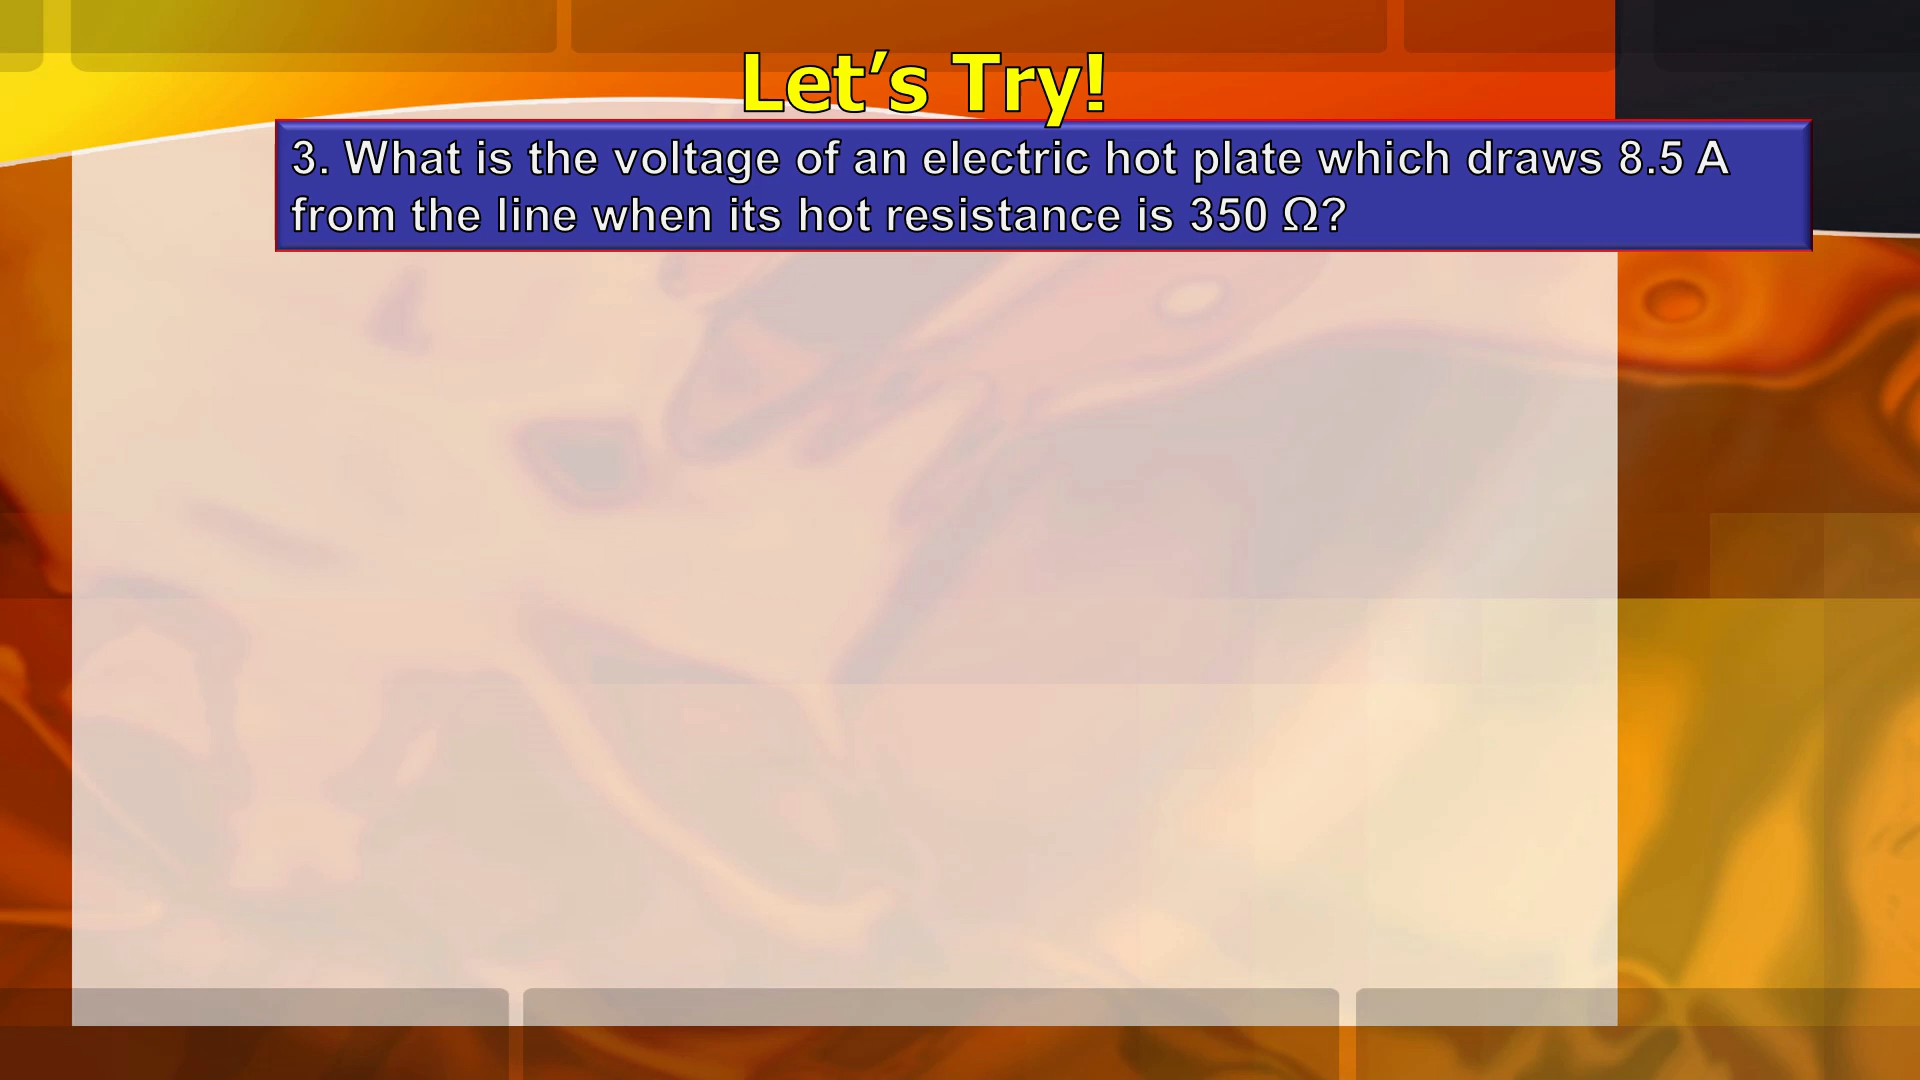 Let’s Try!
3. What is the voltage of an electric hot plate which draws 8.5 A
from the line when its hot resistance is 350 Ω?